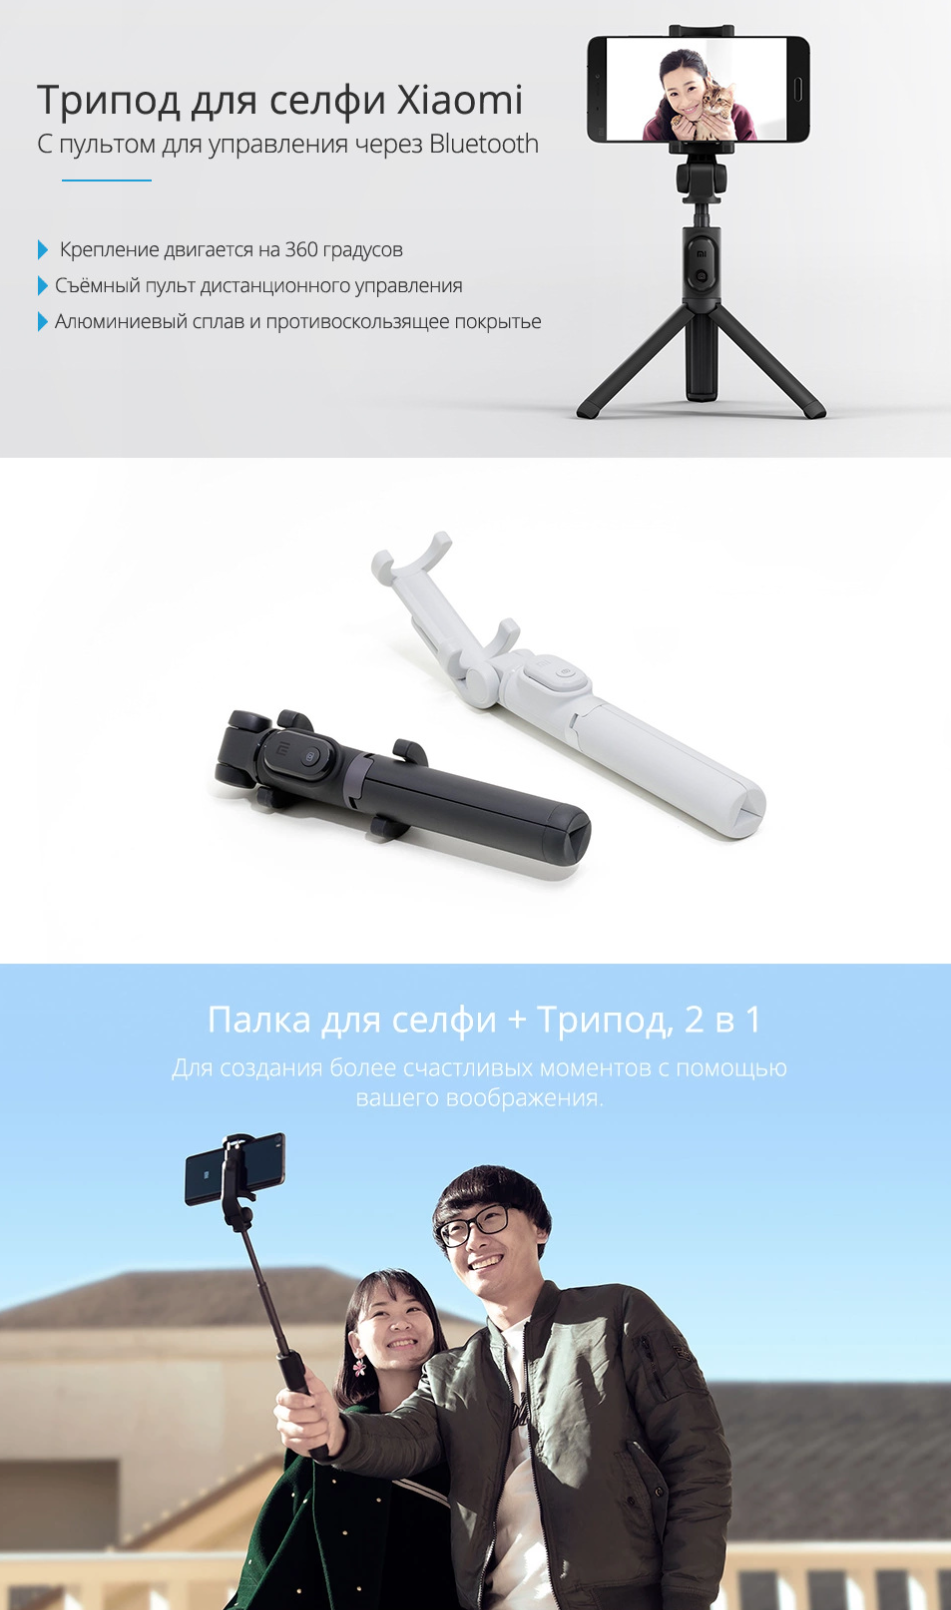 Трипод для селфи Xiaomi
С пультом для управления через Bluetooth
Крепление двигается на 360 градусов
Съёмный пульт дистанционного управления
Алюминиевый сплав и противоскользящее покрытье
Палка для селфи + Трипод, 2 в 1
Для создания более счастливых моментов с помощью
вашего воображения.